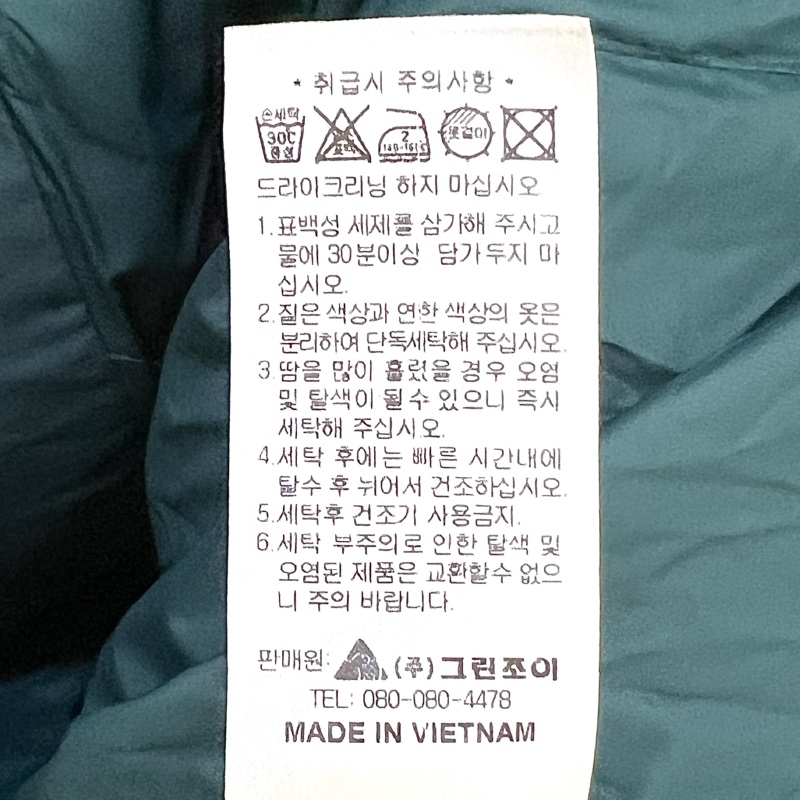 • 취급시 주의사항 •
손세탁 30C 중성 표백 2 140-161C 옷걸이
드라이크리닝 하지 마십시오
1. 표백성 세제를 삼가해 주시고
물에 30분이상 담가두지 마
십시오.
2. 짙은 색상과 연한 색상의 옷은
분리하여 단독세탁해 주십시오.
3. 땀을 많이 흘렸을 경우 오염
및 탈색이 될수 있으니 즉시
세탁해 주십시오.
4. 세탁 후에는 빠른 시간내에
탈수 후 뉘어서 건조하십시오.
5. 세탁후 건조기 사용금지.
6. 세탁 부주의로 인한 탈색 및
오염된 제품은 교환할수 없으
니 주의 바랍니다.
판매원: (주)그린조이
TEL: 080-080-4478
MADE IN VIETNAM